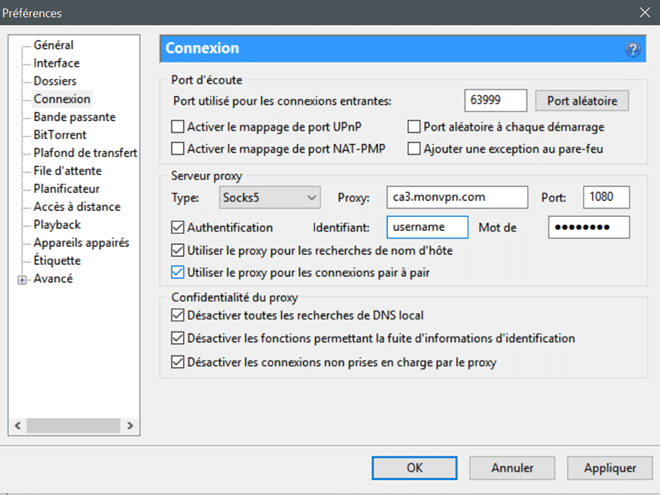 Préférences
Général
Interface
Dossiers
Connexion
Bande passante
BitTorrent
Plafond de transfert
File d'attente
Planificateur
Accès à distance
Playback
Appareils appairés
Étiquette
Avancé
Connexion
Port d'écoute
Port utilisé pour les connexions entrantes: 63999 Port aléatoire
Activer le mappage de port UPnP Port aléatoire à chaque démarrage
Activer le mappage de port NAT-PMP Ajouter une exception au pare-feu
Serveur proxy
Type: Socks5 Proxy: ca3.monvpn.com Port: 1080
Authentification Identifiant: username Mot de ••••••••
Utiliser le proxy pour les recherches de nom d'hôte
Utiliser le proxy pour les connexions pair à pair
Confidentialité du proxy
Désactiver toutes les recherches de DNS local
Désactiver les fonctions permettant la fuite d'informations d'identification
Désactiver les connexions non prises en charge par le proxy
OK Annuler Appliquer